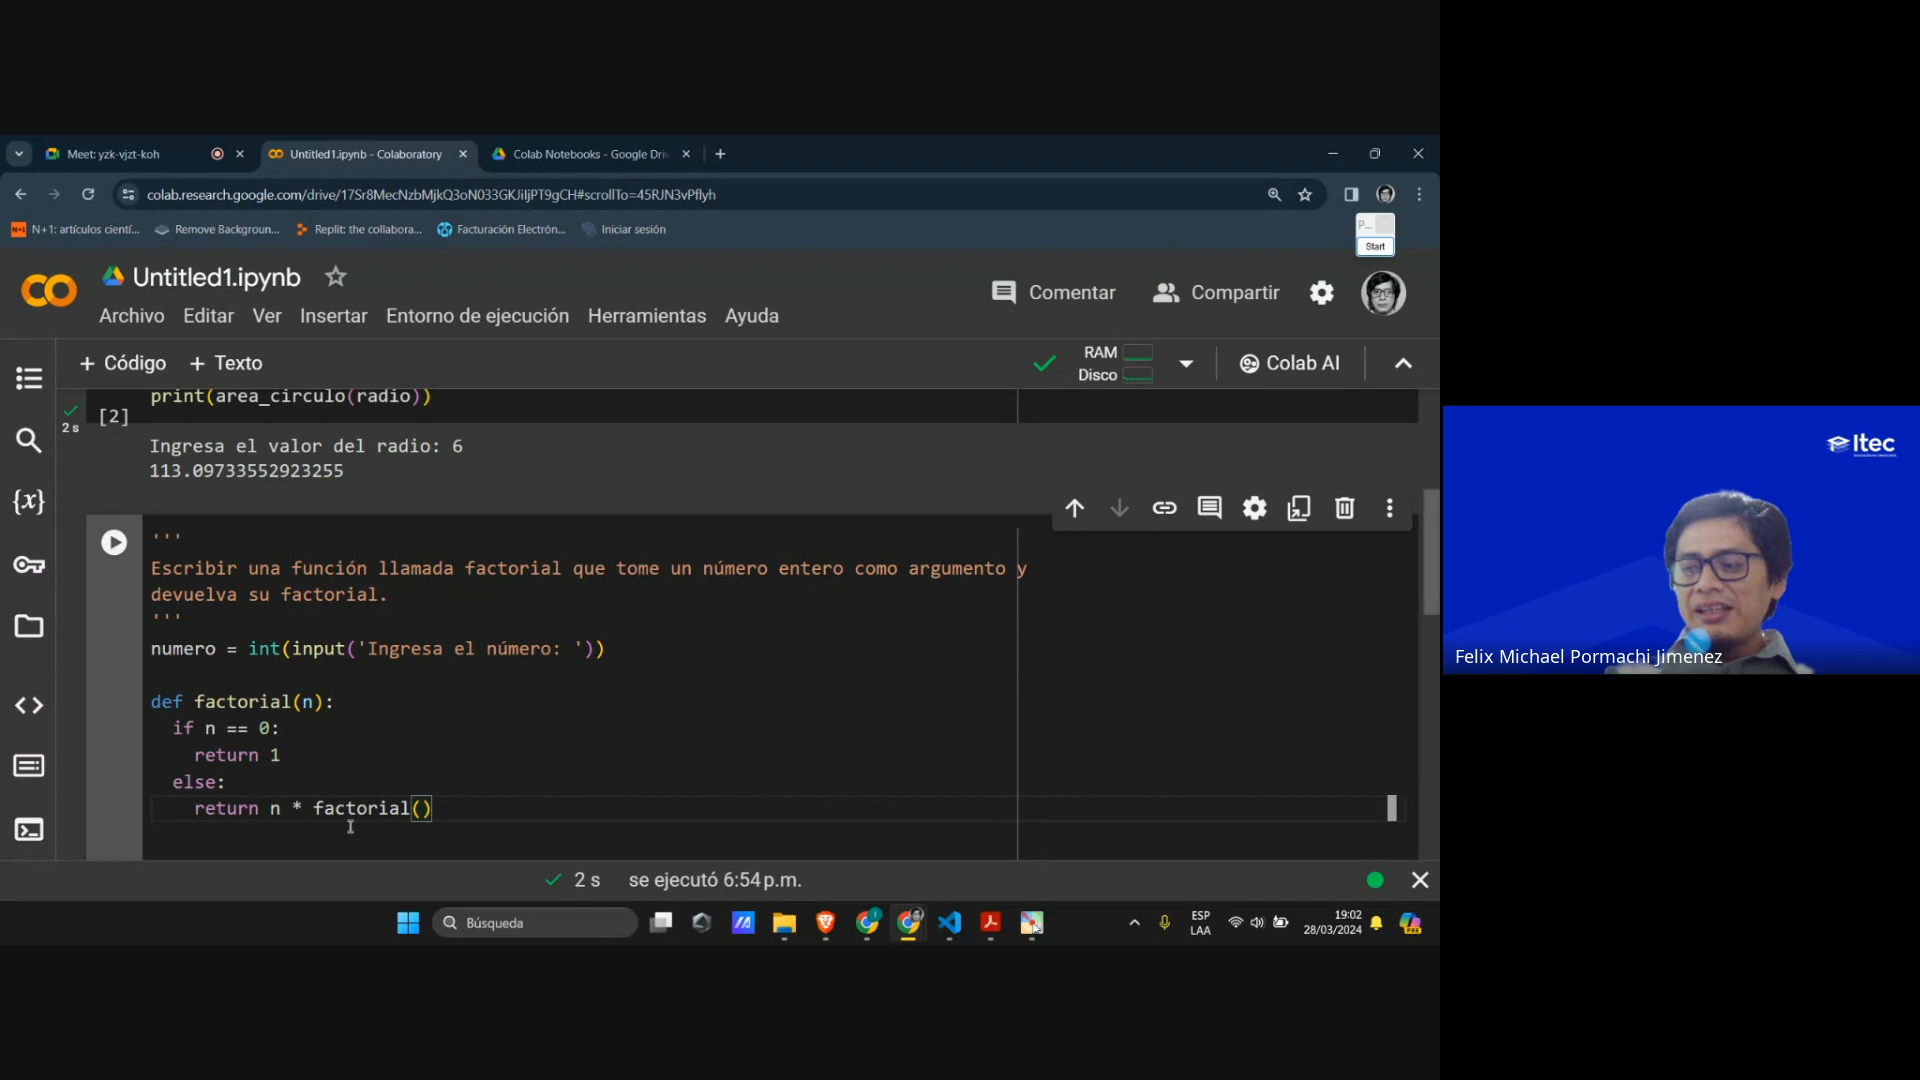 Meet: yzk-vjzt-koh
Untitled1.ipynb - Colaboratory
Colab Notebooks - Google Dri
colab.research.google.com/drive/17Sr8MecNzbMjkQ3oN033GKJiIjPT9gCH#scrollTo=45RJN3vPflyh
N+1: artículos cientí...
Remove Backgroun...
Replit: the collabora...
Facturación Electrón...
Iniciar sesión
P...
Start
Untitled1.ipynb
Comentar
Compartir
Archivo Editar Ver Insertar Entorno de ejecución Herramientas Ayuda
+ Código + Texto
RAM
Disco
Colab AI
print(area_circulo(radio))
[2]
2 s
Ingresa el valor del radio: 6
113.09733552923255
'''
Escribir una función llamada factorial que tome un número entero como argumento y
devuelva su factorial.
'''
numero = int(input('Ingresa el número: '))
def factorial(n):
if n == 0:
return 1
else:
return n * factorial()
2 s se ejecutó 6:54 p.m.
Búsqueda
ESP
LAA
19:02
28/03/2024
Itec
Felix Michael Pormachi Jimenez